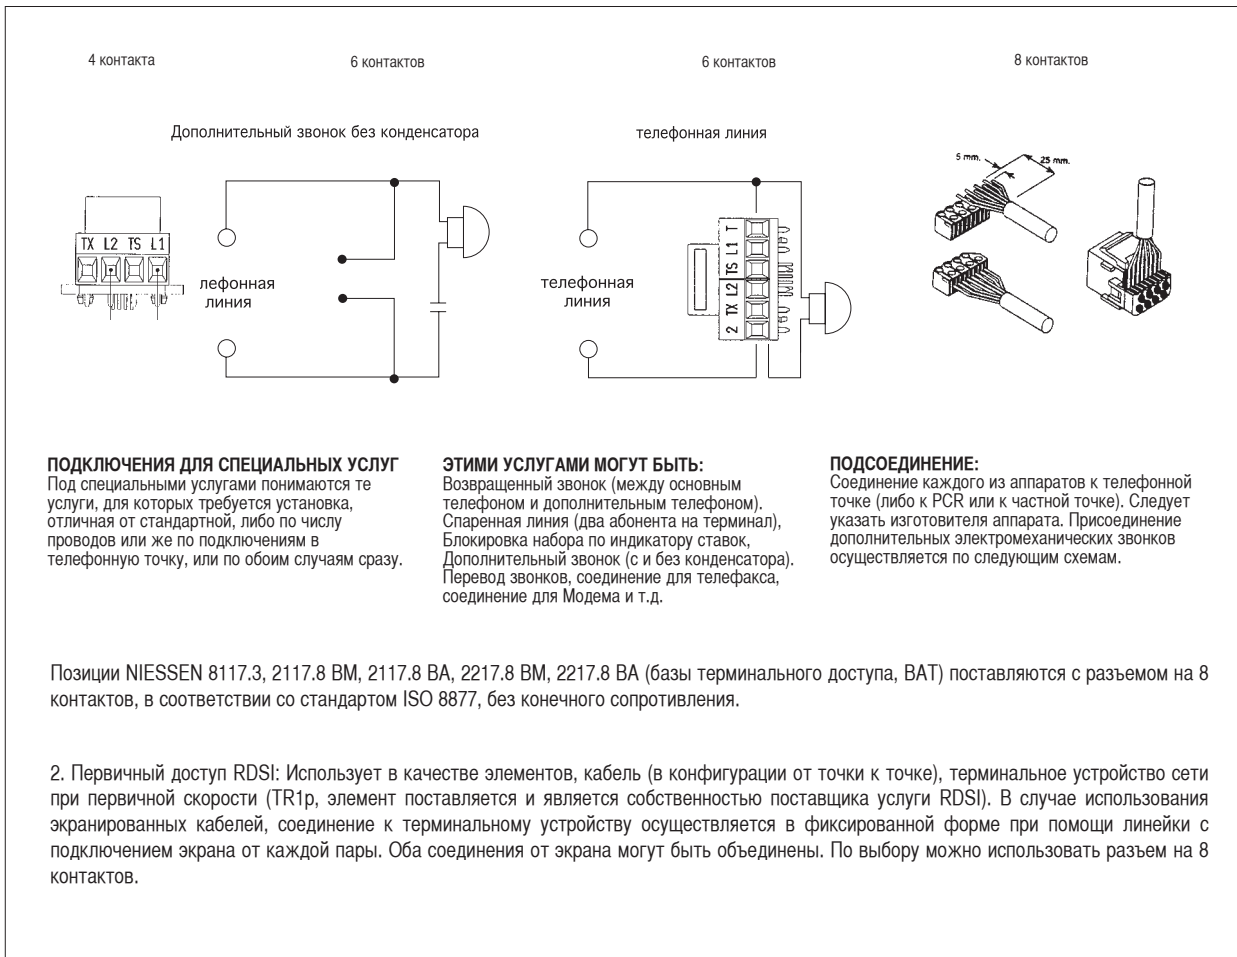 4 контакта
6 контактов
6 контактов
8 контактов
Дополнительный звонок без конденсатора
телефонная линия
5 mm.
25 mm.
TX L2 TS L1
лефонная
линия
телефонная
линия
2 TX L2 TS L1 T
ПОДКЛЮЧЕНИЯ ДЛЯ СПЕЦИАЛЬНЫХ УСЛУГ
Под специальными услугами понимаются те
услуги, для которых требуется установка,
отличная от стандартной, либо по числу
проводов или же по подключениям в
телефонную точку, или по обоим случаям сразу.
ЭТИМИ УСЛУГАМИ МОГУТ БЫТЬ:
Возвращенный звонок (между основным
телефоном и дополнительным телефоном).
Спаренная линия (два абонента на терминал),
Блокировка набора по индикатору ставок,
Дополнительный звонок (с и без конденсатора).
Перевод звонков, соединение для телефакса,
соединение для Модема и т.д.
ПОДСОЕДИНЕНИЕ:
Соединение каждого из аппаратов к телефонной
точке (либо к PCR или к частной точке). Следует
указать изготовителя аппарата. Присоединение
дополнительных электромеханических звонков
осуществляется по следующим схемам.
Позиции NIESSEN 8117.3, 2117.8 BM, 2117.8 BA, 2217.8 BM, 2217.8 BA (базы терминального доступа, BAT) поставляются с разъемом на 8
контактов, в соответствии со стандартом ISO 8877, без конечного сопротивления.
2. Первичный доступ RDSI: Использует в качестве элементов, кабель (в конфигурации от точки к точке), терминальное устройство сети
при первичной скорости (TR1p, элемент поставляется и является собственностью поставщика услуги RDSI). В случае использования
экранированных кабелей, соединение к терминальному устройству осуществляется в фиксированной форме при помощи линейки с
подключением экрана от каждой пары. Оба соединения от экрана могут быть объединены. По выбору можно использовать разъем на 8
контактов.